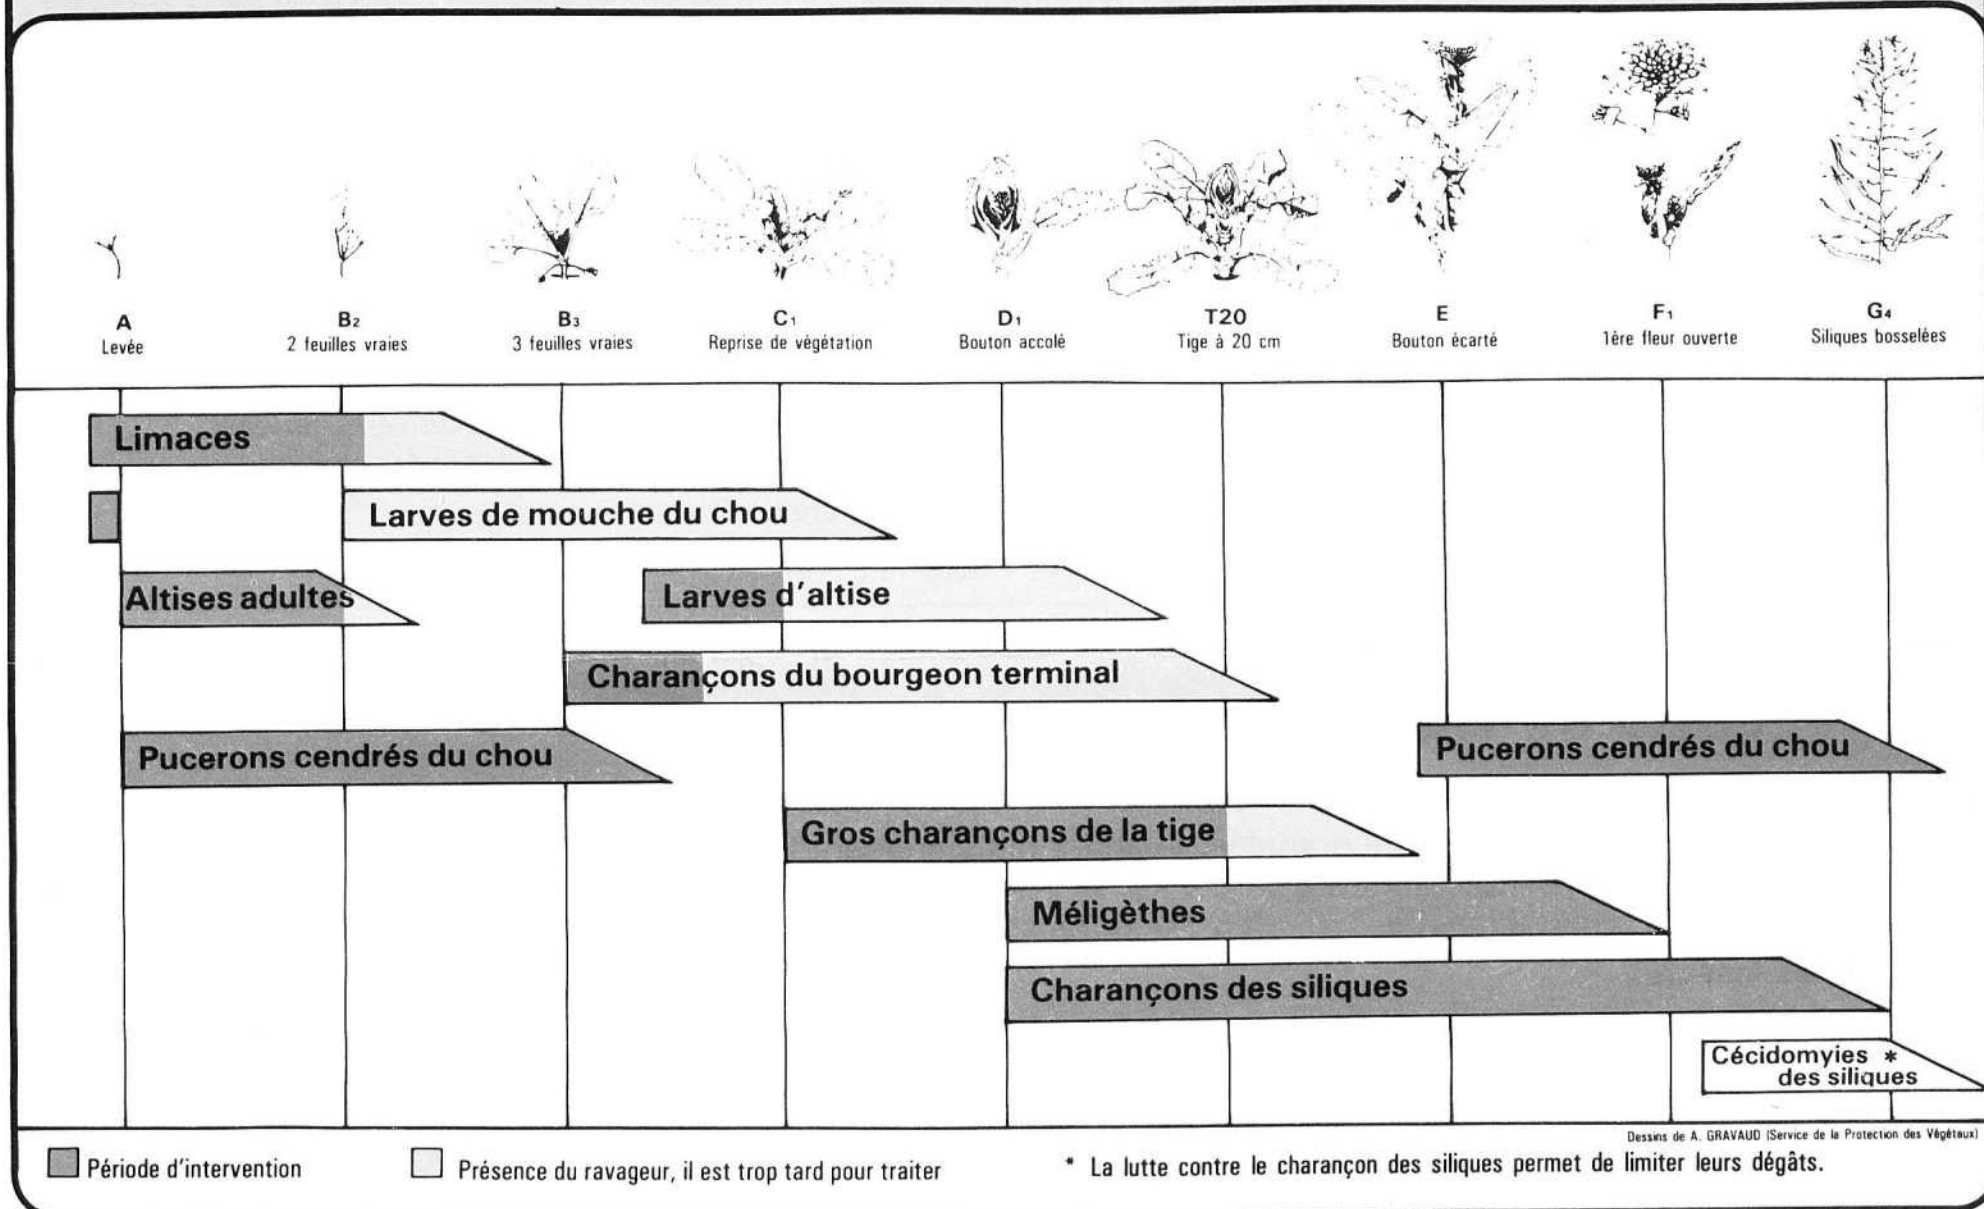 A
Levée
B2
2 feuilles vraies
B3
3 feuilles vraies
C1
Reprise de végétation
D1
Bouton accolé
T20
Tige à 20 cm
E
Bouton écarté
F1
1ère fleur ouverte
G4
Siliques bosselées
Limaces
Larves de mouche du chou
Altises adultes
Larves d'altise
Charançons du bourgeon terminal
Pucerons cendrés du chou
Pucerons cendrés du chou
Gros charançons de la tige
Méligèthes
Charançons des siliques
Cécidomyies *
des siliques
Dessins de A. GRAVAUD (Service de la Protection des Végétaux)
Période d'intervention
Présence du ravageur, il est trop tard pour traiter
* La lutte contre le charançon des siliques permet de limiter leurs dégâts.